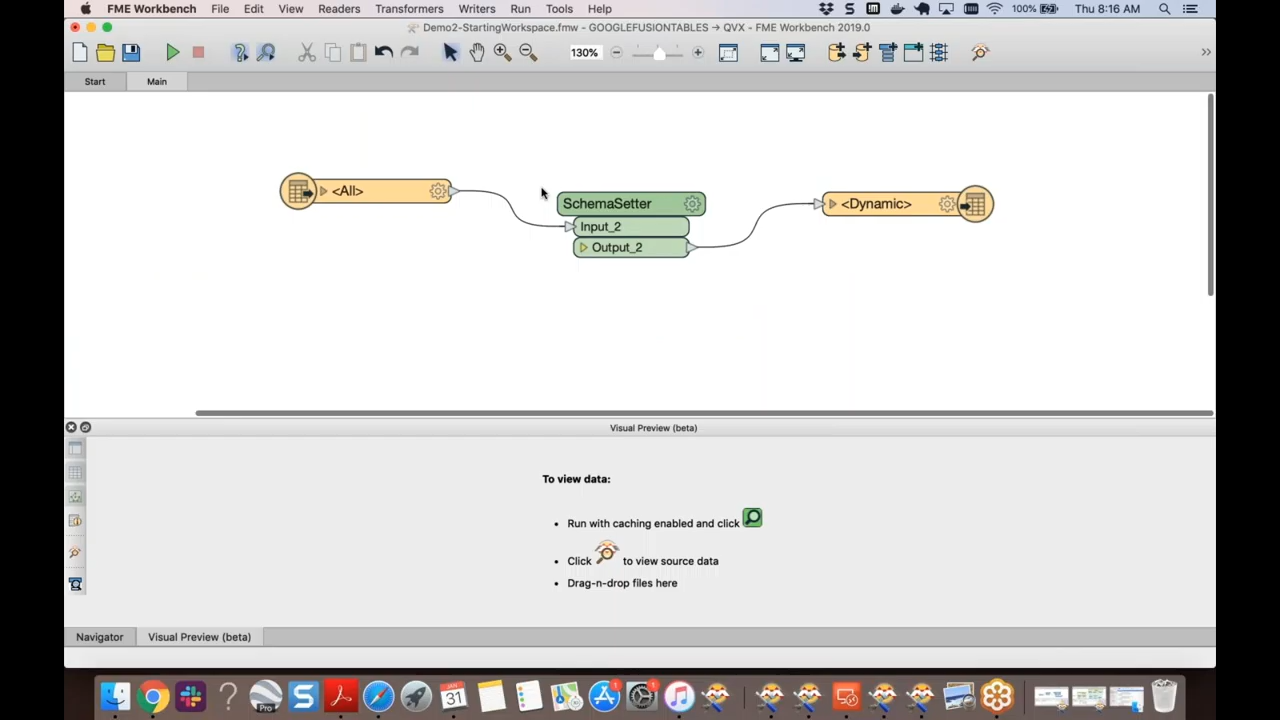 FME Workbench File Edit View Readers Transformers Writers Run Tools Help 100% Thu 8:16 AM
Demo2-StartingWorkspace.fmw - GOOGLEFUSIONTABLES → QVX - FME Workbench 2019.0
130%
Start Main
<All>
SchemaSetter
Input_2
Output_2
<Dynamic>
Visual Preview (beta)
To view data:
• Run with caching enabled and click
• Click to view source data
• Drag-n-drop files here
Navigator Visual Preview (beta)
Pro
JAN
31